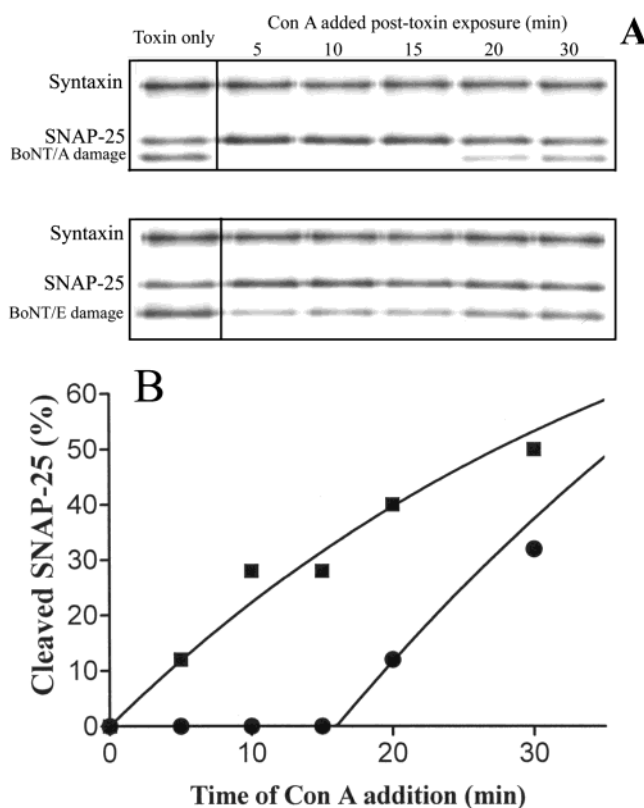 Con A added post-toxin exposure (min)
A
Toxin only
5 10 15 20 30
Syntaxin
SNAP-25
BoNT/A damage
Syntaxin
SNAP-25
BoNT/E damage
B
60
50
40
30
20
10
0
0 10 20 30
Cleaved SNAP-25 (%)
Time of Con A addition (min)